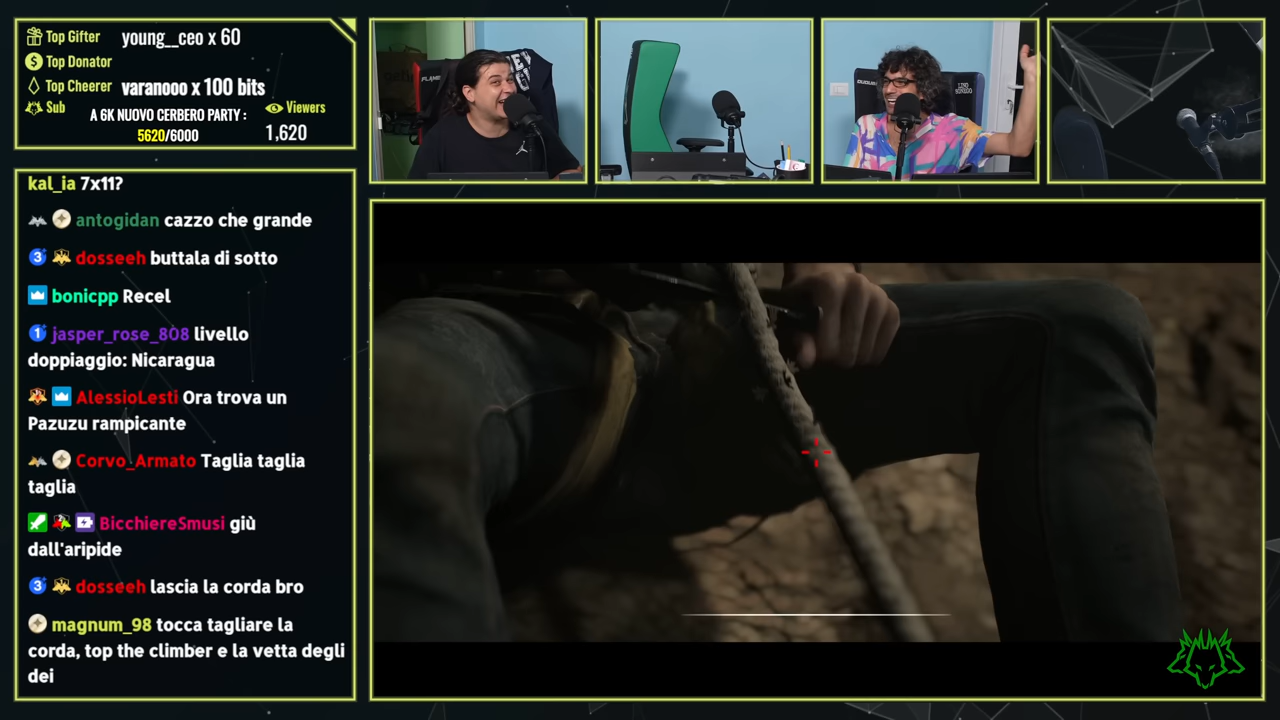 Top Gifter young__ceo x 60
Top Donator
Top Cheerer varanooo x 100 bits
Sub
A 6K NUOVO CERBERO PARTY :
5620/6000
Viewers
1,620
kal_ia 7x11?
antogidan cazzo che grande
3 dosseeh buttala di sotto
bonicpp Recel
1 jasper_rose_808 livello
doppiaggio: Nicaragua
AlessioLesti Ora trova un
Pazuzu rampicante
Corvo_Armato Taglia taglia
taglia
BicchiereSmusi giù
dall'aripide
3 dosseeh lascia la corda bro
magnum_98 tocca tagliare la
corda, top the climber e la vetta degli
dei